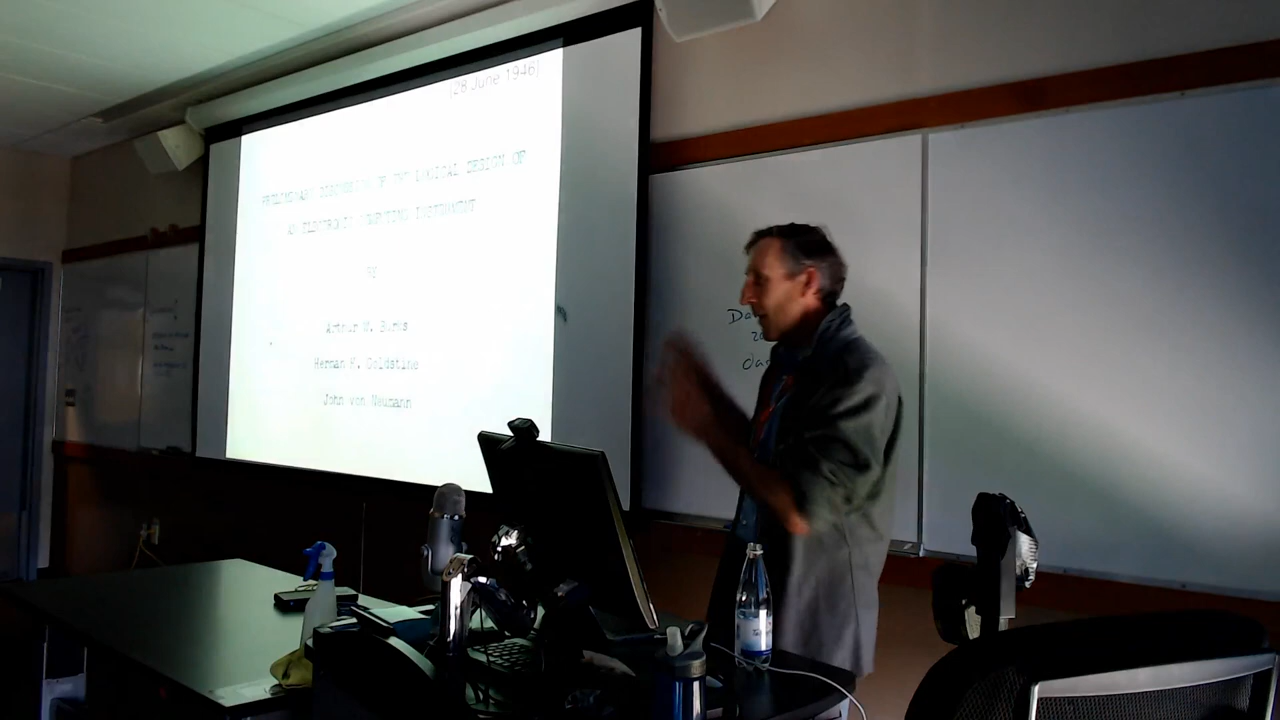 (28 June 1946)
PRELIMINARY DISCUSSION OF THE LOGICAL DESIGN OF
AN ELECTRONIC COMPUTING INSTRUMENT
BY
Arthur W. Burks
Herman H. Goldstine
John von Neumann